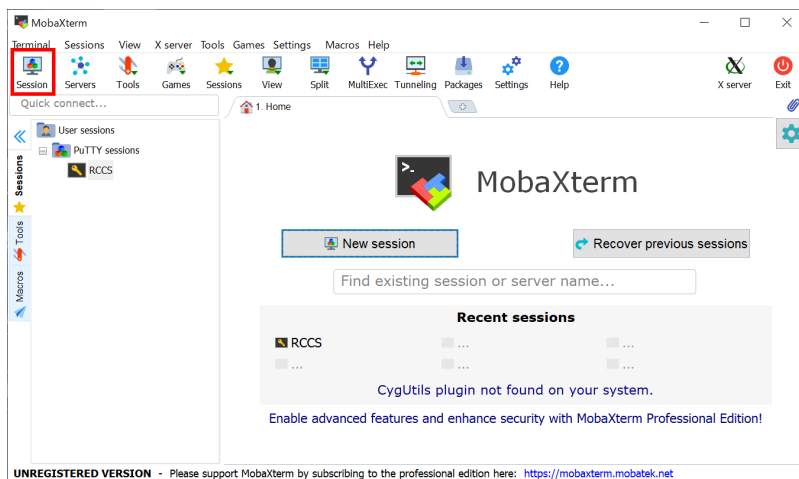 MobaXterm
Terminal Sessions View X server Tools Games Settings Macros Help
Session Servers Tools Games Sessions View Split MultiExec Tunneling Packages Settings Help X server Exit
Quick connect...
1. Home
User sessions
PuTTY sessions
RCCS
Sessions
Tools
Macros
>_
MobaXterm
New session
Recover previous sessions
Find existing session or server name...
Recent sessions
RCCS ... ...
... ... ...
CygUtils plugin not found on your system.
Enable advanced features and enhance security with MobaXterm Professional Edition!
UNREGISTERED VERSION - Please support MobaXterm by subscribing to the professional edition here: https://mobaxterm.mobatek.net